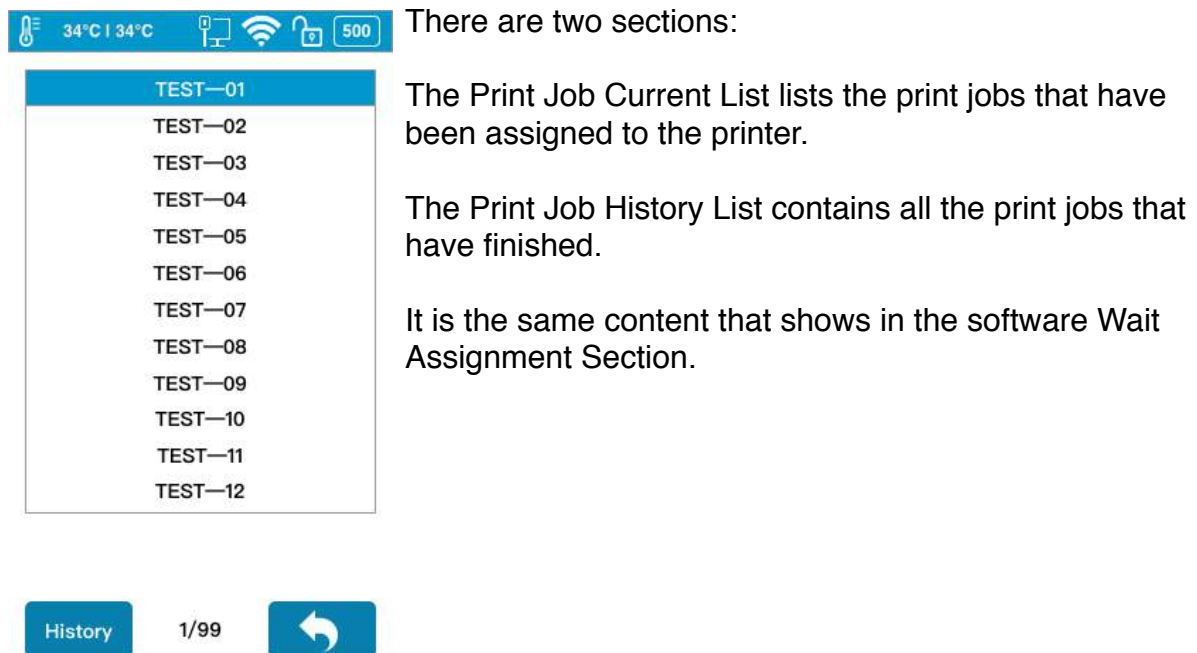 34°C | 34°C 500
TEST—01
TEST—02
TEST—03
TEST—04
TEST—05
TEST—06
TEST—07
TEST—08
TEST—09
TEST—10
TEST—11
TEST—12
History 1/99
There are two sections:
The Print Job Current List lists the print jobs that have
been assigned to the printer.
The Print Job History List contains all the print jobs that
have finished.
It is the same content that shows in the software Wait
Assignment Section.